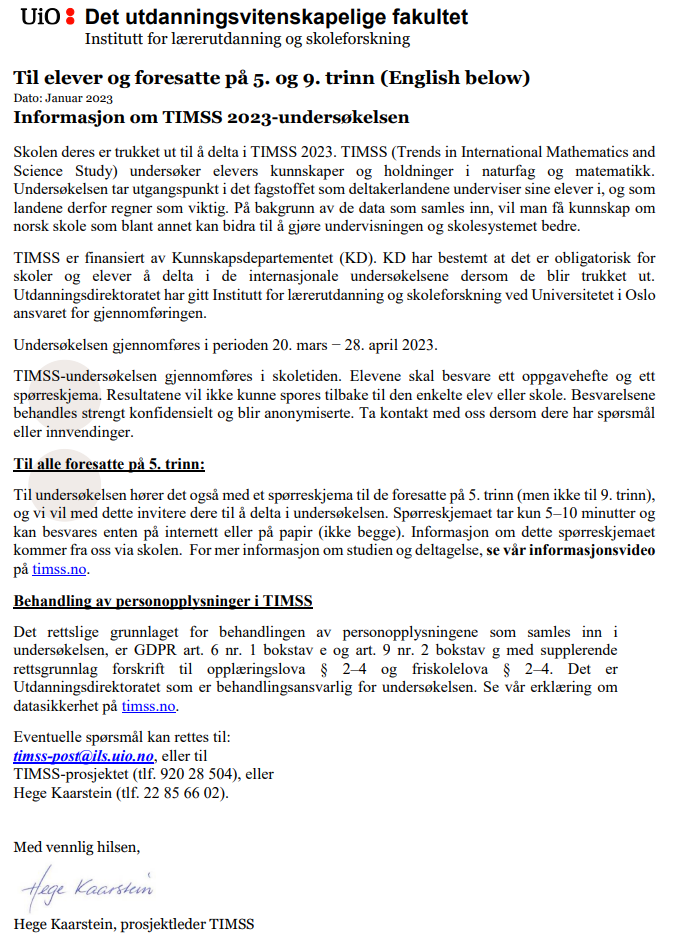 UiO: Det utdanningsvitenskapelige fakultet
Institutt for lærerutdanning og skoleforskning
Til elever og foresatte på 5. og 9. trinn (English below)
Dato: Januar 2023
Informasjon om TIMSS 2023-undersøkelsen
Skolen deres er trukket ut til å delta i TIMSS 2023. TIMSS (Trends in International Mathematics and
Science Study) undersøker elevers kunnskaper og holdninger i naturfag og matematikk.
Undersøkelsen tar utgangspunkt i det fagstoffet som deltakerlandene underviser sine elever i, og som
landene derfor regner som viktig. På bakgrunn av de data som samles inn, vil man få kunnskap om
norsk skole som blant annet kan bidra til å gjøre undervisningen og skolesystemet bedre.
TIMSS er finansiert av Kunnskapsdepartementet (KD). KD har bestemt at det er obligatorisk for
skoler og elever å delta i de internasjonale undersøkelsene dersom de blir trukket ut.
Utdanningsdirektoratet har gitt Institutt for lærerutdanning og skoleforskning ved Universitetet i Oslo
ansvaret for gjennomføringen.
Undersøkelsen gjennomføres i perioden 20. mars − 28. april 2023.
TIMSS-undersøkelsen gjennomføres i skoletiden. Elevene skal besvare ett oppgavehefte og ett
spørreskjema. Resultatene vil ikke kunne spores tilbake til den enkelte elev eller skole. Besvarelsene
behandles strengt konfidensielt og blir anonymiserte. Ta kontakt med oss dersom dere har spørsmål
eller innvendinger.
Til alle foresatte på 5. trinn:
Til undersøkelsen hører det også med et spørreskjema til de foresatte på 5. trinn (men ikke til 9. trinn),
og vi vil med dette invitere dere til å delta i undersøkelsen. Spørreskjemaet tar kun 5–10 minutter og
kan besvares enten på internett eller på papir (ikke begge). Informasjon om dette spørreskjemaet
kommer fra oss via skolen. For mer informasjon om studien og deltagelse, se vår informasjonsvideo
på timss.no.
Behandling av personopplysninger i TIMSS
Det rettslige grunnlaget for behandlingen av personopplysningene som samles inn i
undersøkelsen, er GDPR art. 6 nr. 1 bokstav e og art. 9 nr. 2 bokstav g med supplerende
rettsgrunnlag forskrift til opplæringslova § 2–4 og friskolelova § 2–4. Det er
Utdanningsdirektoratet som er behandlingsansvarlig for undersøkelsen. Se vår erklæring om
datasikkerhet på timss.no.
Eventuelle spørsmål kan rettes til:
timss-post@ils.uio.no, eller til
TIMSS-prosjektet (tlf. 920 28 504), eller
Hege Kaarstein (tlf. 22 85 66 02).
Med vennlig hilsen,
Hege Kaarstein
Hege Kaarstein, prosjektleder TIMSS